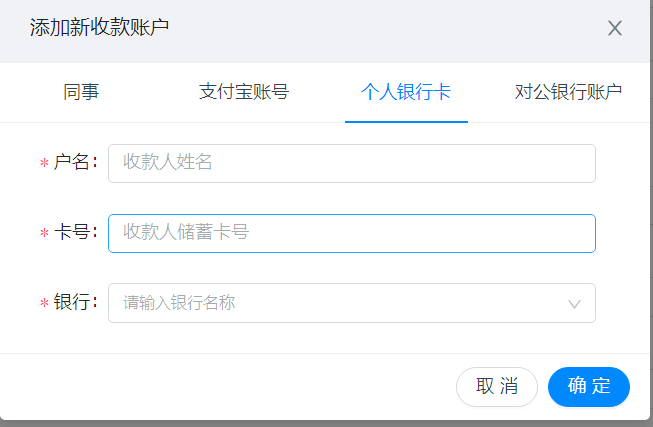 添加新收款账户
同事 支付宝账号 个人银行卡 对公银行账户
* 户名: 收款人姓名
* 卡号: 收款人储蓄卡号
* 银行: 请输入银行名称
取 消 确 定